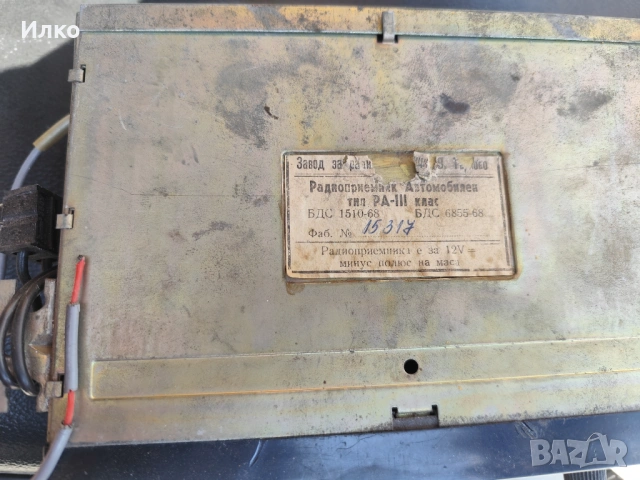 Илко
Завод за
Радиоприемник Автомобилен
тип РА-III клас
БДС 1510-68 БДС 6855-68
Фаб. № 15317
Радиоприемникът е за 12V =
минус полюс на маса
BAZAR